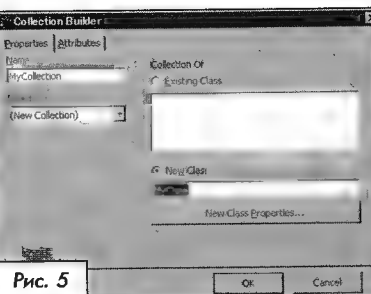 Collection Builder
Properties Attributes
Name
Collection Of
MyCollection
Existing Class
(New Collection)
New Class
New Class Properties...
OK Cancel
Рис. 5